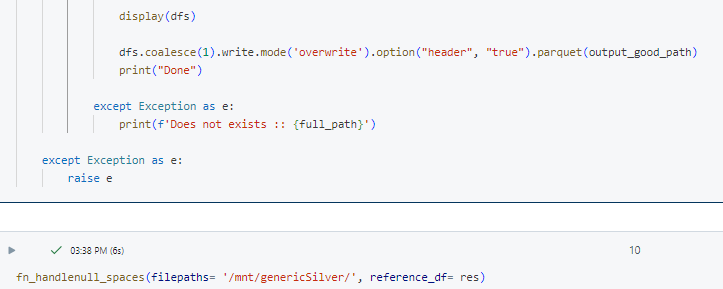 display(dfs)
dfs.coalesce(1).write.mode('overwrite').option("header", "true").parquet(output_good_path)
print("Done")
except Exception as e:
print(f'Does not exists :: {full_path}')
except Exception as e:
raise e
03:38 PM (6s)
10
fn_handlenull_spaces(filepaths= '/mnt/genericSilver/', reference_df= res)